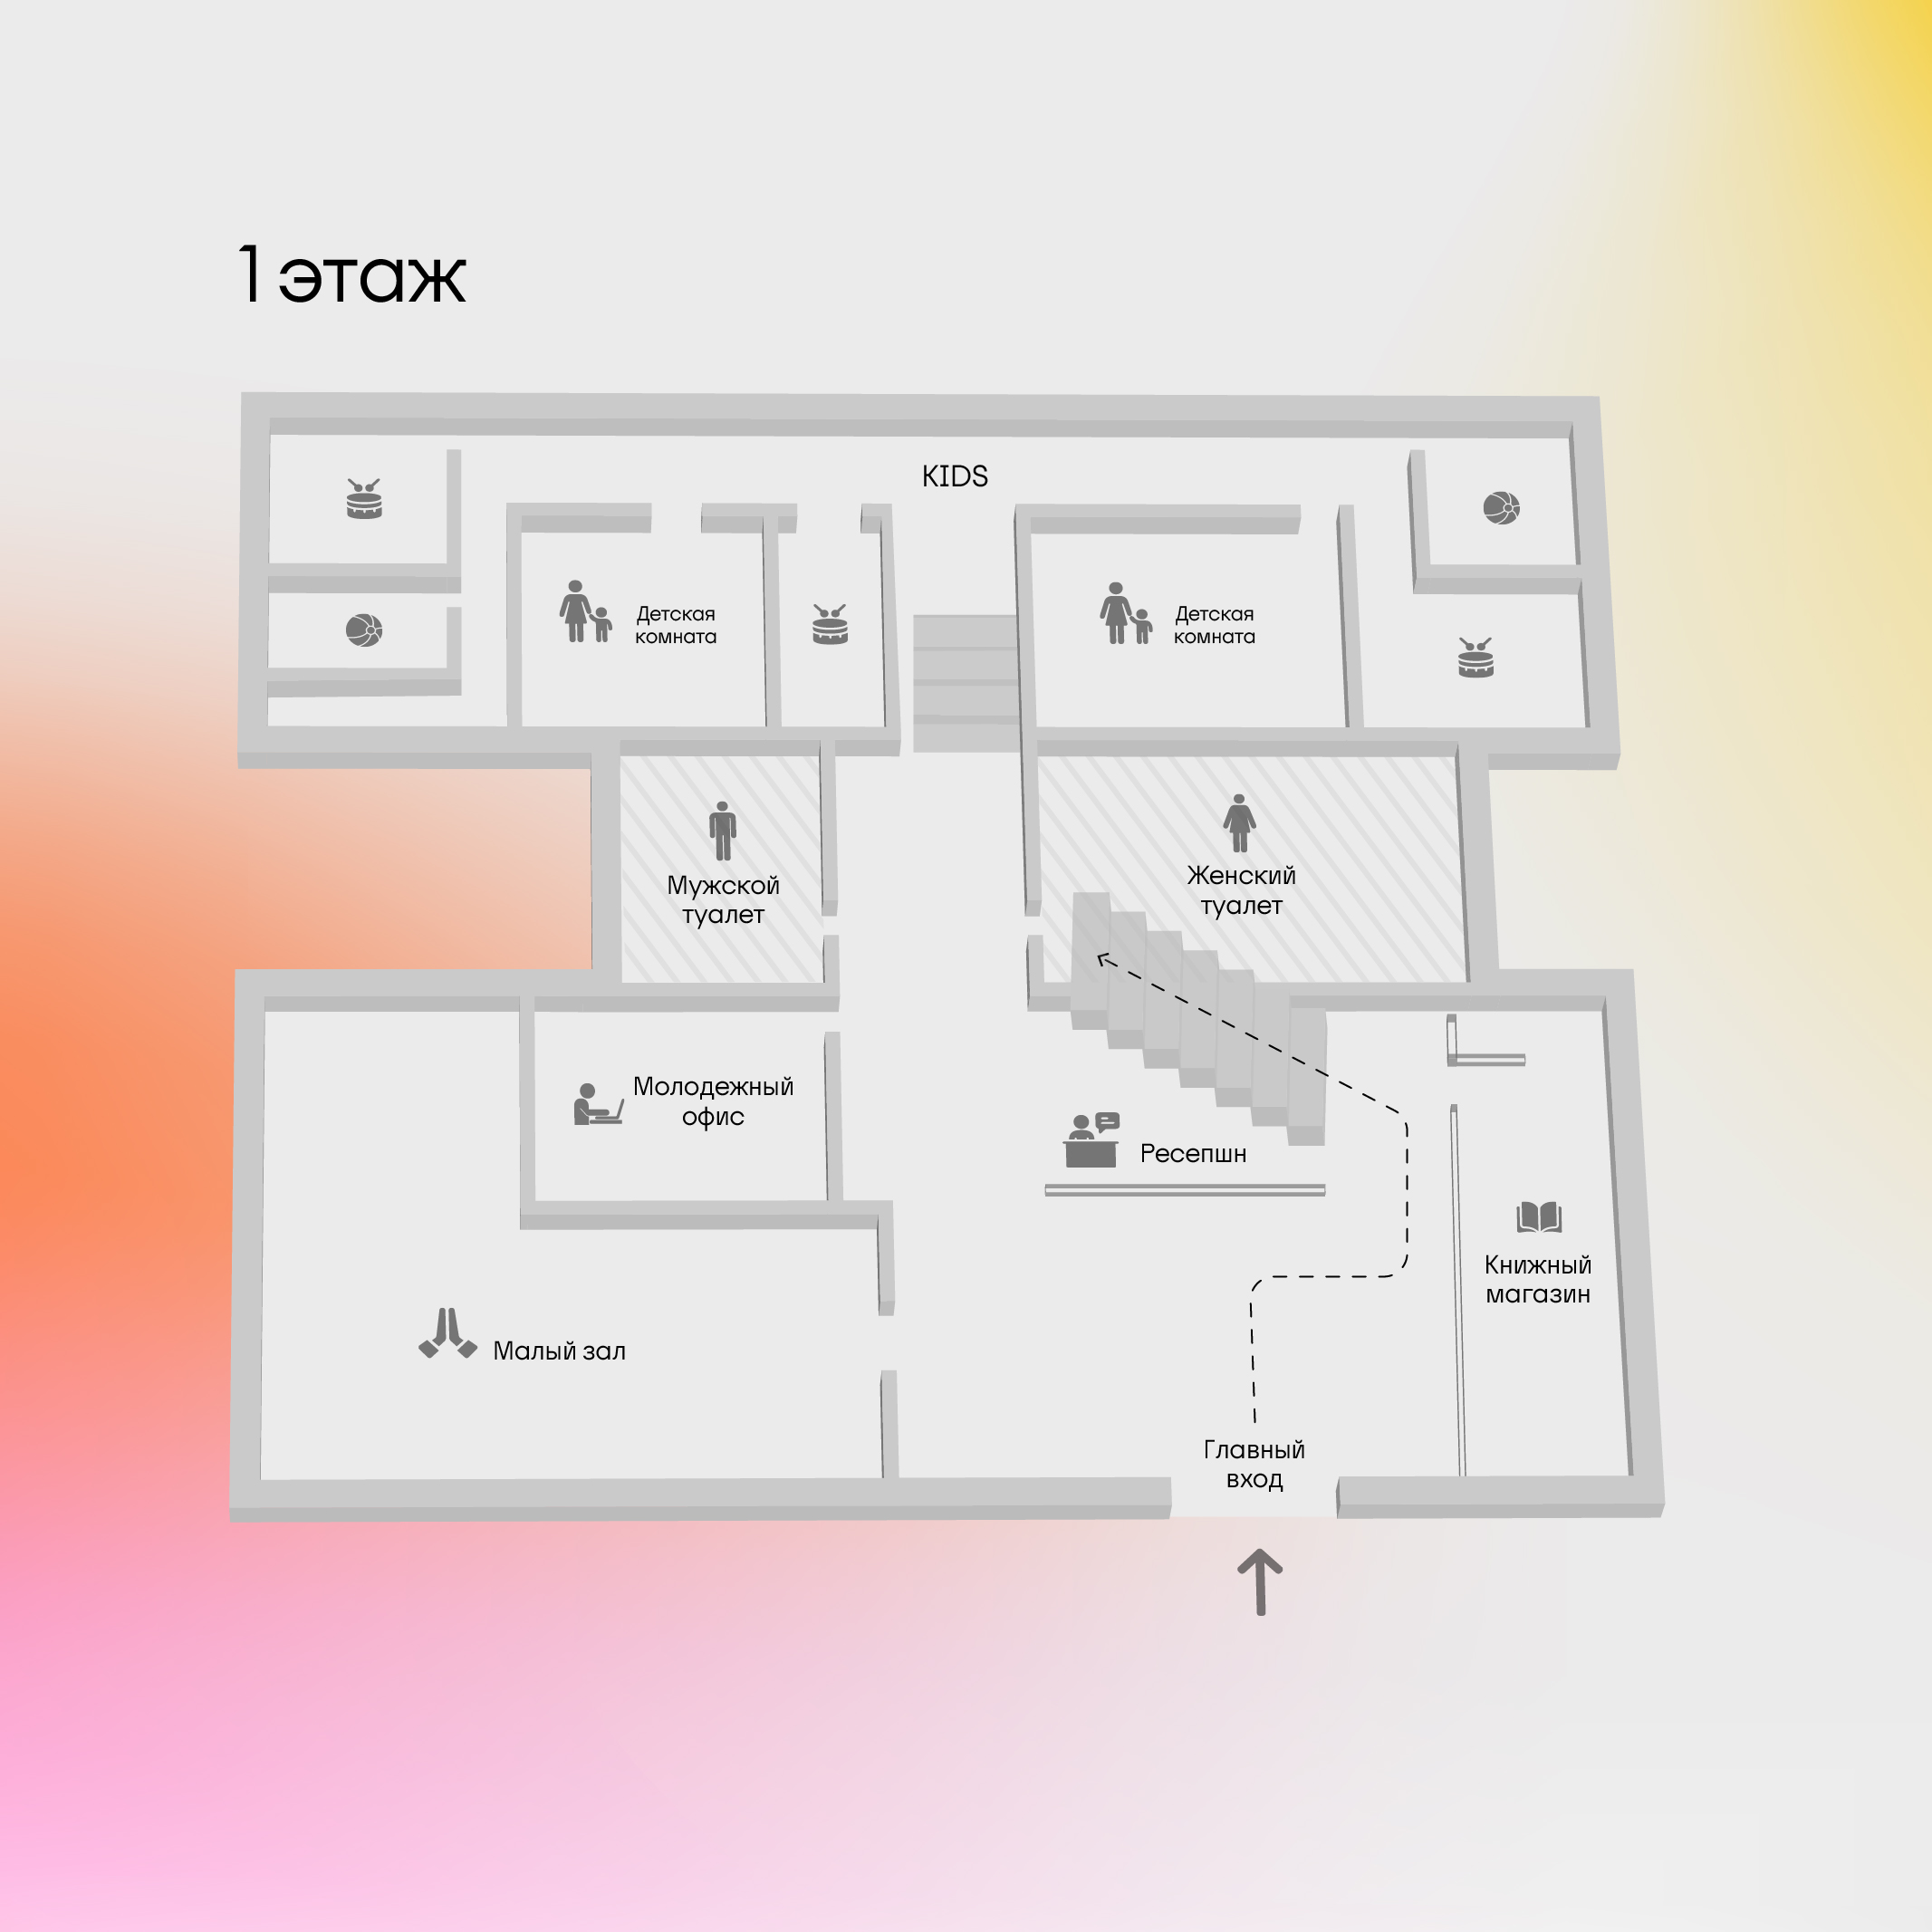 1 этаж
KIDS
Детская
комната
Детская
комната
Мужской
туалет
Женский
туалет
Молодежный
офис
Ресепшн
Книжный
магазин
Малый зал
Главный
вход